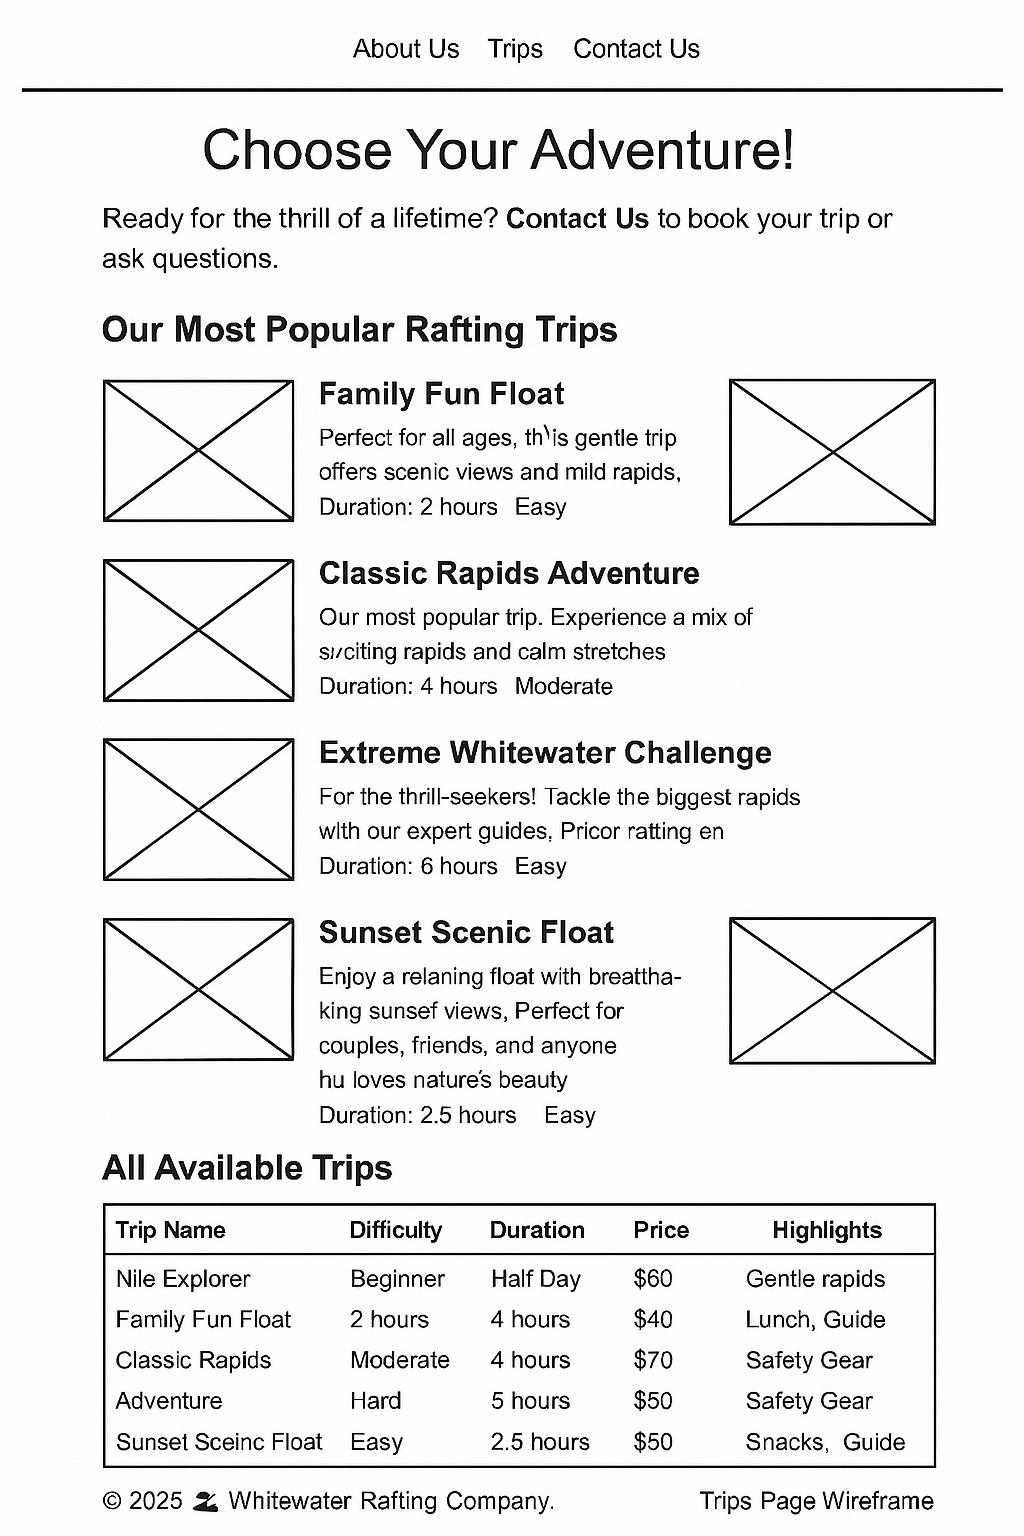 About Us Trips Contact Us
Choose Your Adventure!
Ready for the thrill of a lifetime? Contact Us to book your trip or
ask questions.
Our Most Popular Rafting Trips
Family Fun Float
Perfect for all ages, th\is gentle trip
offers scenic views and mild rapids,
Duration: 2 hours Easy
Classic Rapids Adventure
Our most popular trip. Experience a mix of
rapids and calm stretches
Duration: 4 hours Moderate
Extreme Whitewater Challenge
For the thrill-seekers! Tackle the biggest rapids
wlth our expert guides, Pricor ratting en
Duration: 6 hours Easy
Sunset Scenic Float
Enjoy a relaning float with breattha-
king sunsef views, Perfect for
couples, friends, and anyone
hu loves nature's beauty
Duration: 2.5 hours Easy
All Available Trips
Trip Name Difficulty Duration Price Highlights
Nile Explorer Beginner Half Day $60 Gentle rapids
Family Fun Float 2 hours 4 hours $40 Lunch, Guide
Classic Rapids Moderate 4 hours $70 Safety Gear
Adventure Hard 5 hours $50 Safety Gear
Sunset Sceinc Float Easy 2.5 hours $50 Snacks, Guide
© 2025 Whitewater Rafting Company. Trips Page Wireframe